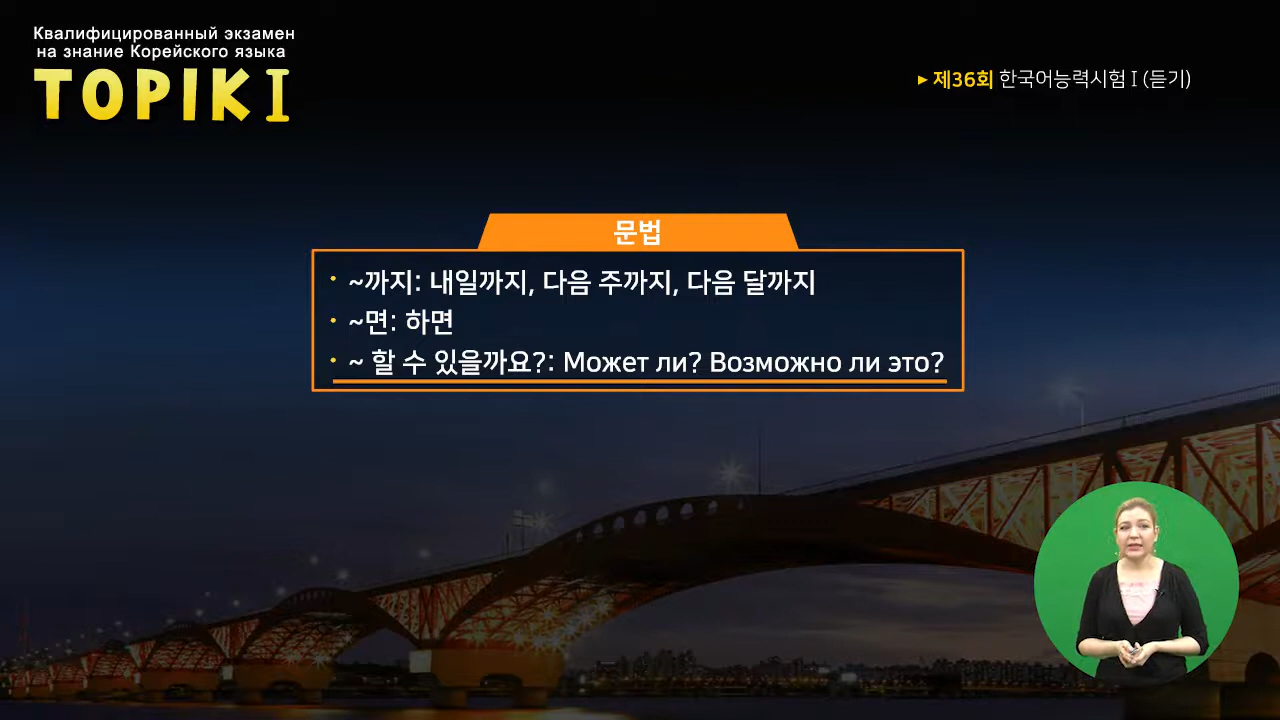 Квалифицированный экзамен
на знание Корейского языка
TOPIK I
▸ 제36회 한국어능력시험 I (듣기)
문법
• ~까지: 내일까지, 다음 주까지, 다음 달까지
• ~면: 하면
• ~ 할 수 있을까요?: Может ли? Возможно ли это?